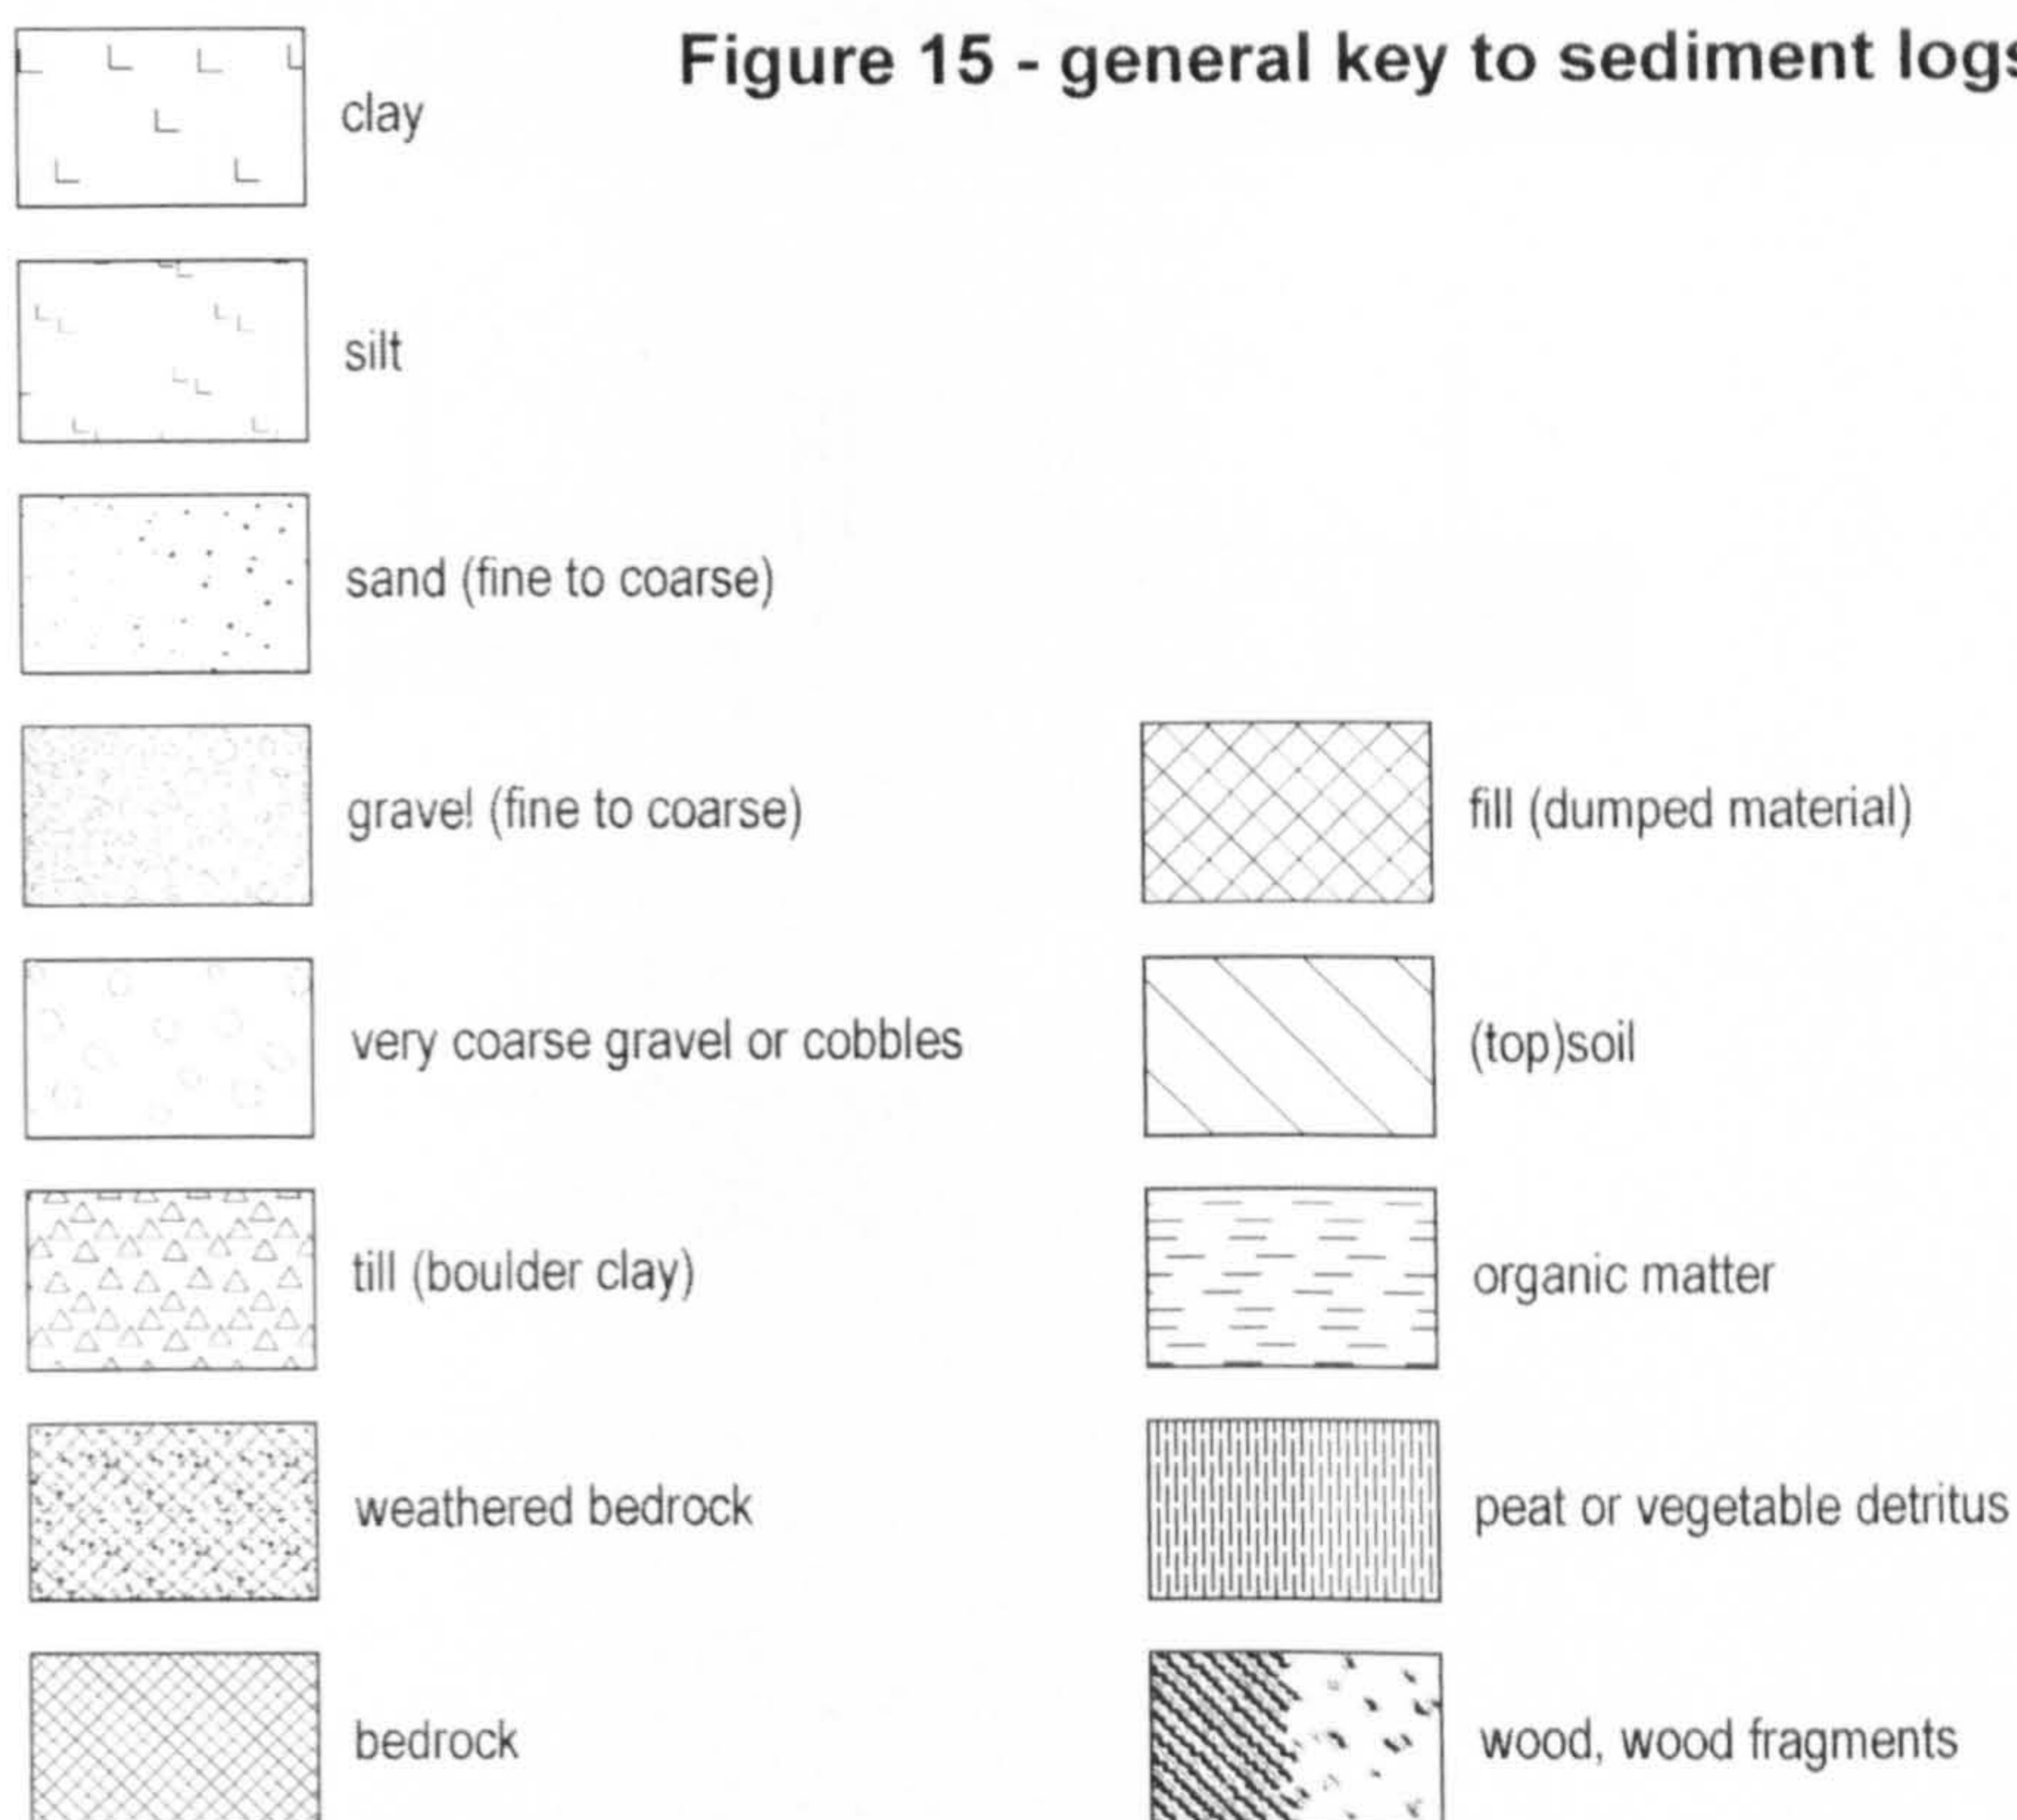 Figure 15 - general key to sediment logs
clay
silt
sand (fine to coarse)
gravel (fine to coarse)
very coarse gravel or cobbles
till (boulder clay)
weathered bedrock
bedrock
fill (dumped material)
(top)soil
organic matter
peat or vegetable detritus
wood, wood fragments